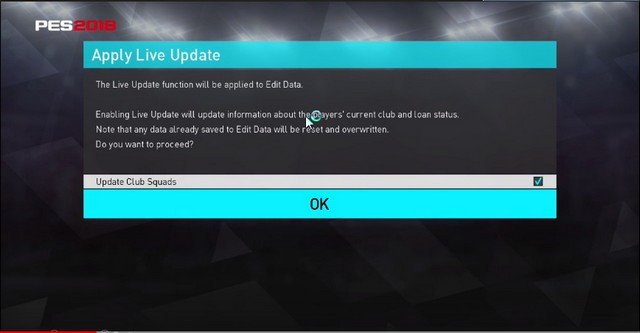 PES2018
Apply Live Update
The Live Update function will be applied to Edit Data.
Enabling Live Update will update information about the players' current club and loan status.
Note that any data already saved to Edit Data will be reset and overwritten.
Do you want to proceed?
Update Club Squads
OK